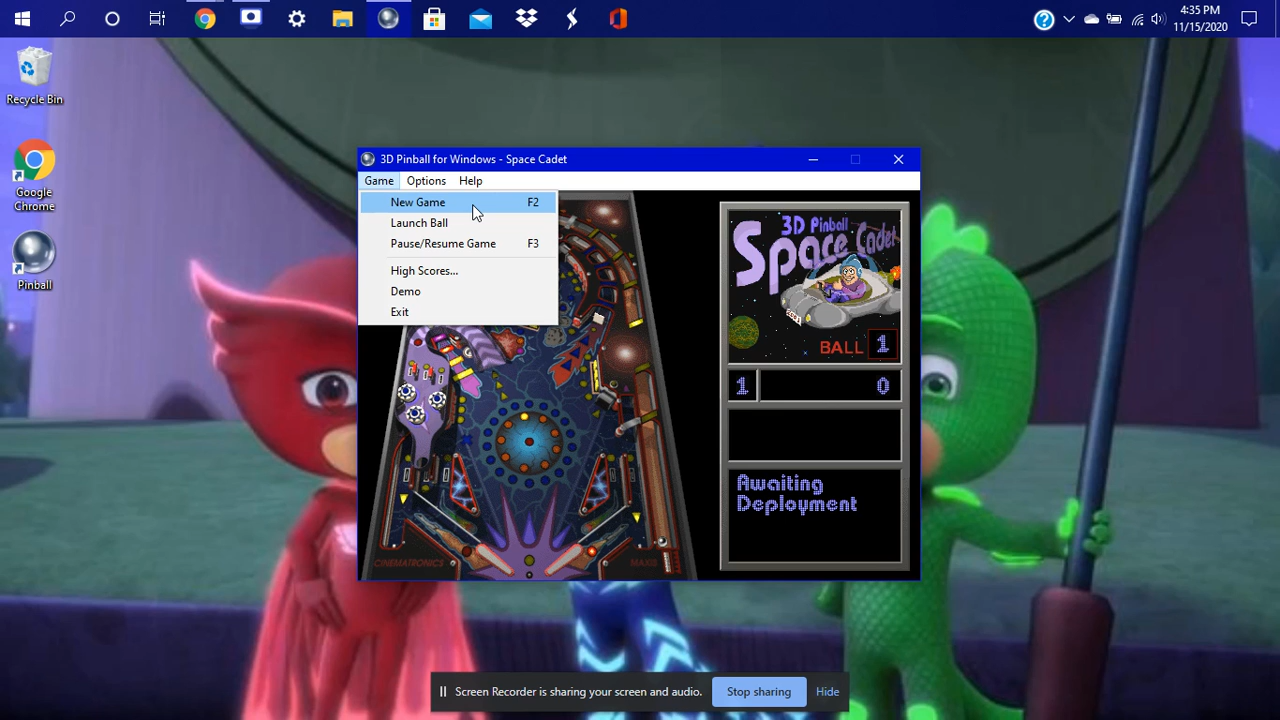 4:35 PM
11/15/2020
Recycle Bin
Google
Chrome
Pinball
3D Pinball for Windows - Space Cadet
Game Options Help
New Game F2
Launch Ball
Pause/Resume Game F3
High Scores...
Demo
Exit
3D Pinball
Space Cadet
BALL 1
1 0
Awaiting
Deployment
CINEMATRONICS MAXIS
Screen Recorder is sharing your screen and audio. Stop sharing Hide